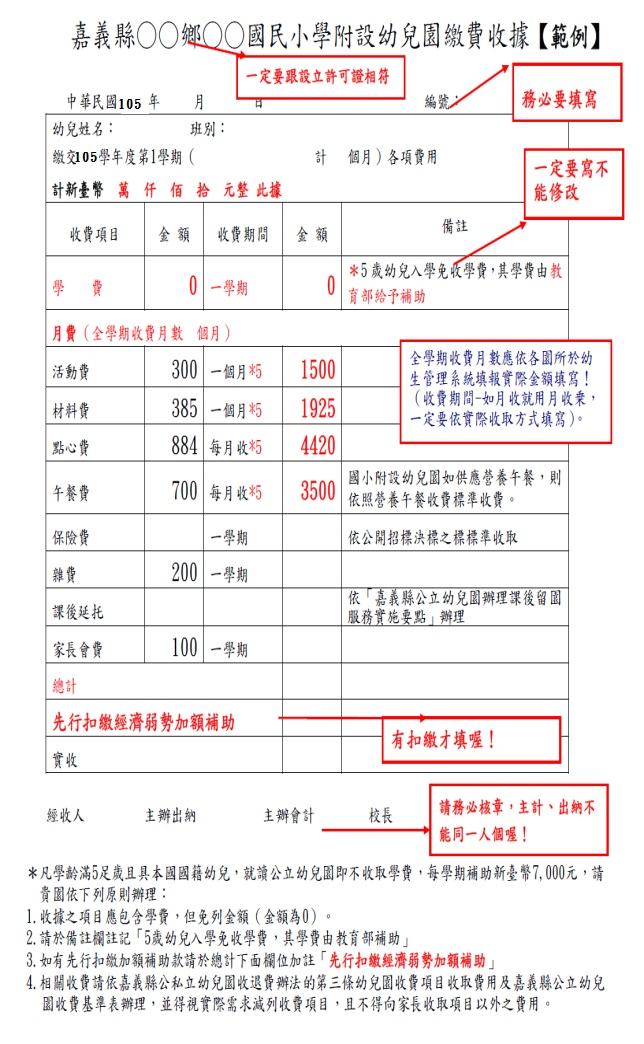 嘉義縣○○鄉○○國民小學附設幼兒園繳費收據【範例】
一定要跟設立許可證相符
中華民國105 年 月 日 編號：
務必要填寫
幼兒姓名： 班別：
繳交105學年度第1學期（ 計 個月）各項費用
計新臺幣 萬 仟 佰 拾 元整 此據
一定要寫不
能修改
收費項目 金 額 收費期間 金 額 備註
學 費 0 一學期 0 *5歲幼兒入學免收學費，其學費由教
育部給予補助
月費（全學期收費月數 個月）
全學期收費月數應依各園所於幼
生管理系統填報實際金額填寫！
（收費期間-如月收就用月收乘，
一定要依實際收取方式填寫）。
活動費 300 一個月*5 1500
材料費 385 一個月*5 1925
點心費 884 每月收*5 4420
午餐費 700 每月收*5 3500 國小附設幼兒園如供應營養午餐，則
依照營養午餐收費標準收費。
保險費 一學期 依公開招標決標之標標準收取
雜費 200 一學期
課後延托 依「嘉義縣公立幼兒園辦理課後留園
服務實施要點」辦理
家長會費 100 一學期
總計
先行扣繳經濟弱勢加額補助
有扣繳才填喔！
實收
經收人 主辦出納 主辦會計 校長
請務必核章，主計、出納不
能同一人個喔！
*凡學齡滿5足歲且具本國國籍幼兒，就讀公立幼兒園即不收取學費，每學期補助新臺幣7,000元，請
貴園依下列原則辦理：
1.收據之項目應包含學費，但免列金額（金額為0）。
2.請於備註欄註記「5歲幼兒入學免收學費，其學費由教育部補助」
3.如有先行扣繳加額補助款請於總計下面欄位加註「先行扣繳經濟弱勢加額補助」
4.相關收費請依嘉義縣公私立幼兒園收退費辦法的第三條幼兒園收費項目收取費用及嘉義縣公立幼兒
園收費基準表辦理，並得視實際需求減列收費項目，且不得向家長收取項目以外之費用。